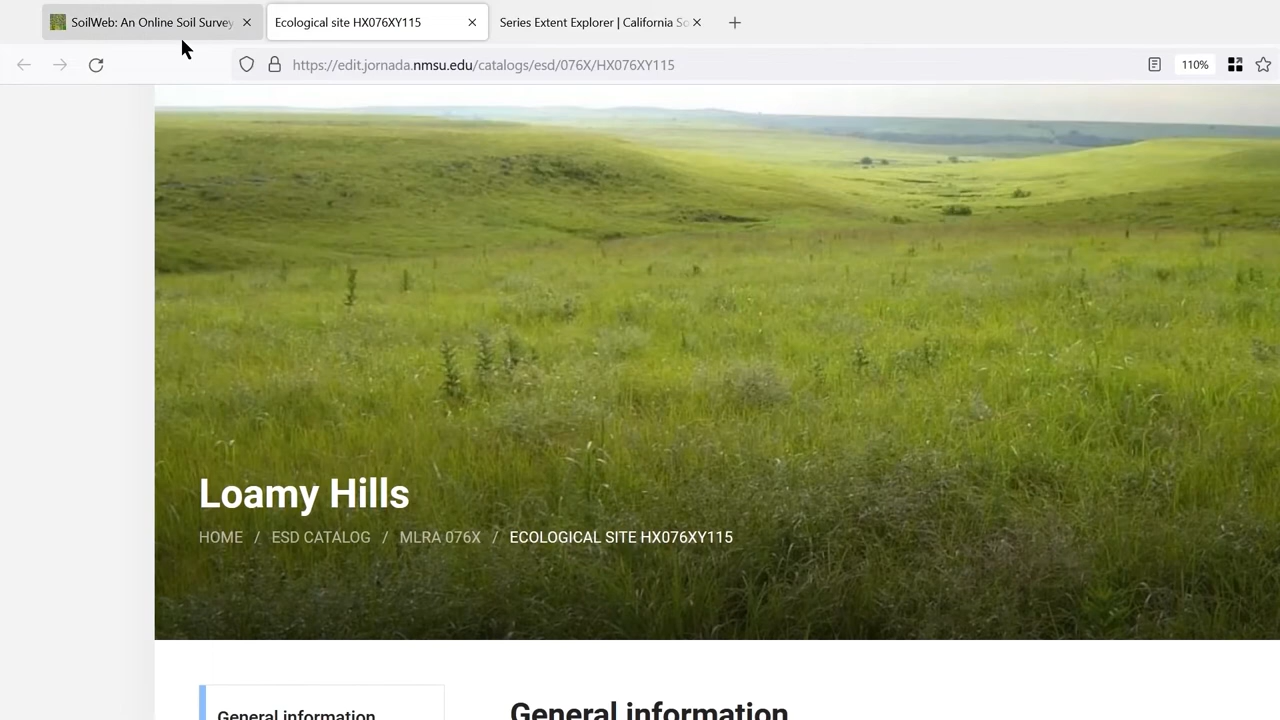 SoilWeb: An Online Soil Survey
Ecological site HX076XY115
Series Extent Explorer | California So
https://edit.jornada.nmsu.edu/catalogs/esd/076X/HX076XY115
110%
Loamy Hills
HOME / ESD CATALOG / MLRA 076X / ECOLOGICAL SITE HX076XY115
General information
General information